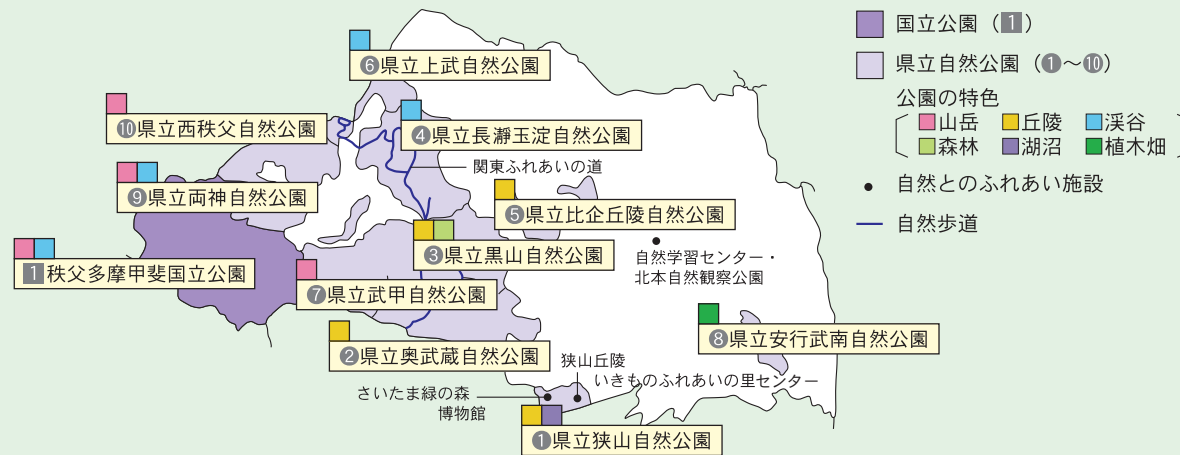 国立公園（1）
県立自然公園（❶～❿）
公園の特色
山岳 丘陵 渓谷
森林 湖沼 植木畑
自然とのふれあい施設
自然歩道
❻県立上武自然公園
❿県立西秩父自然公園
❹県立長瀞玉淀自然公園
関東ふれあいの道
❾県立両神自然公園
❺県立比企丘陵自然公園
❸県立黒山自然公園
自然学習センター・
北本自然観察公園
1秩父多摩甲斐国立公園
❼県立武甲自然公園
❽県立安行武南自然公園
❷県立奥武蔵自然公園
狭山丘陵
いきものふれあいの里センター
さいたま緑の森
博物館
❶県立狭山自然公園